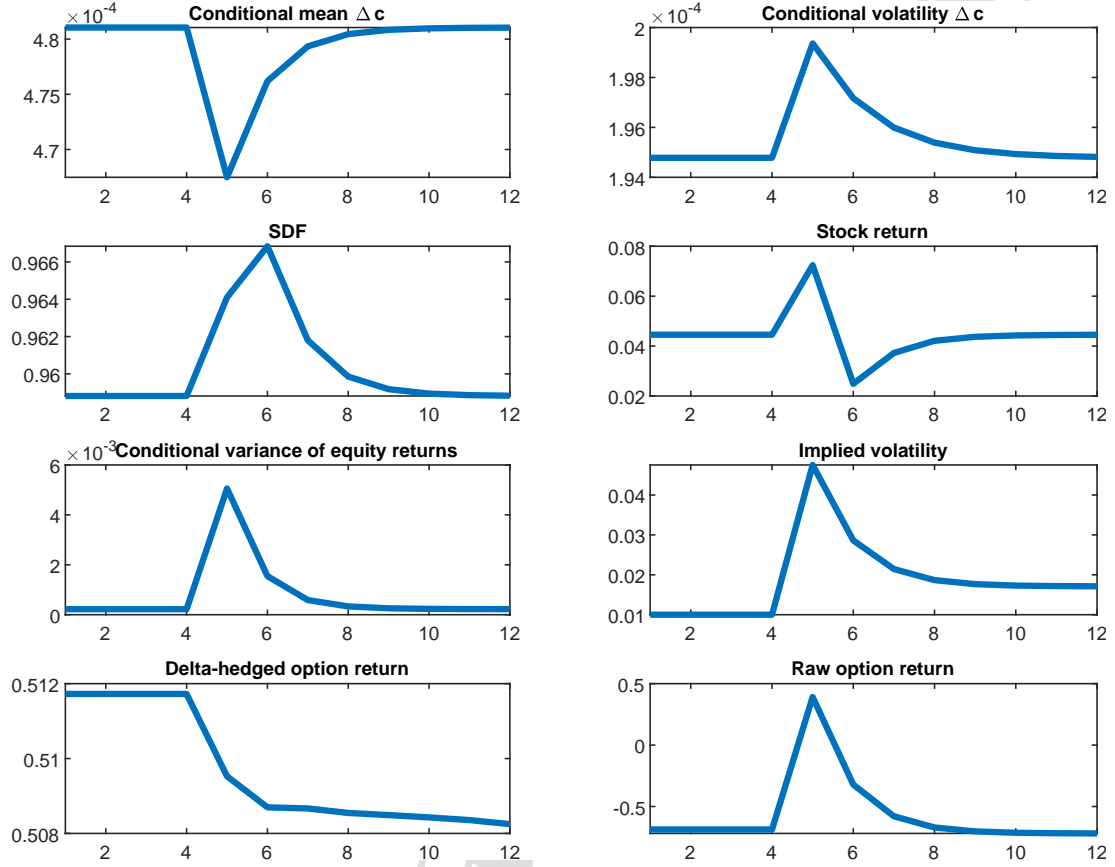 Conditional mean Δ c
× 10⁻⁴
4.8
4.75
4.7
2 4 6 8 10 12
Conditional volatility Δ c
× 10⁻⁴
2
1.98
1.96
1.94
2 4 6 8 10 12
SDF
0.966
0.964
0.962
0.96
2 4 6 8 10 12
Stock return
0.08
0.06
0.04
0.02
2 4 6 8 10 12
Conditional variance of equity returns
× 10⁻³
6
4
2
0
2 4 6 8 10 12
Implied volatility
0.04
0.03
0.02
0.01
2 4 6 8 10 12
Delta-hedged option return
0.512
0.51
0.508
2 4 6 8 10 12
Raw option return
0.5
0
-0.5
2 4 6 8 10 12